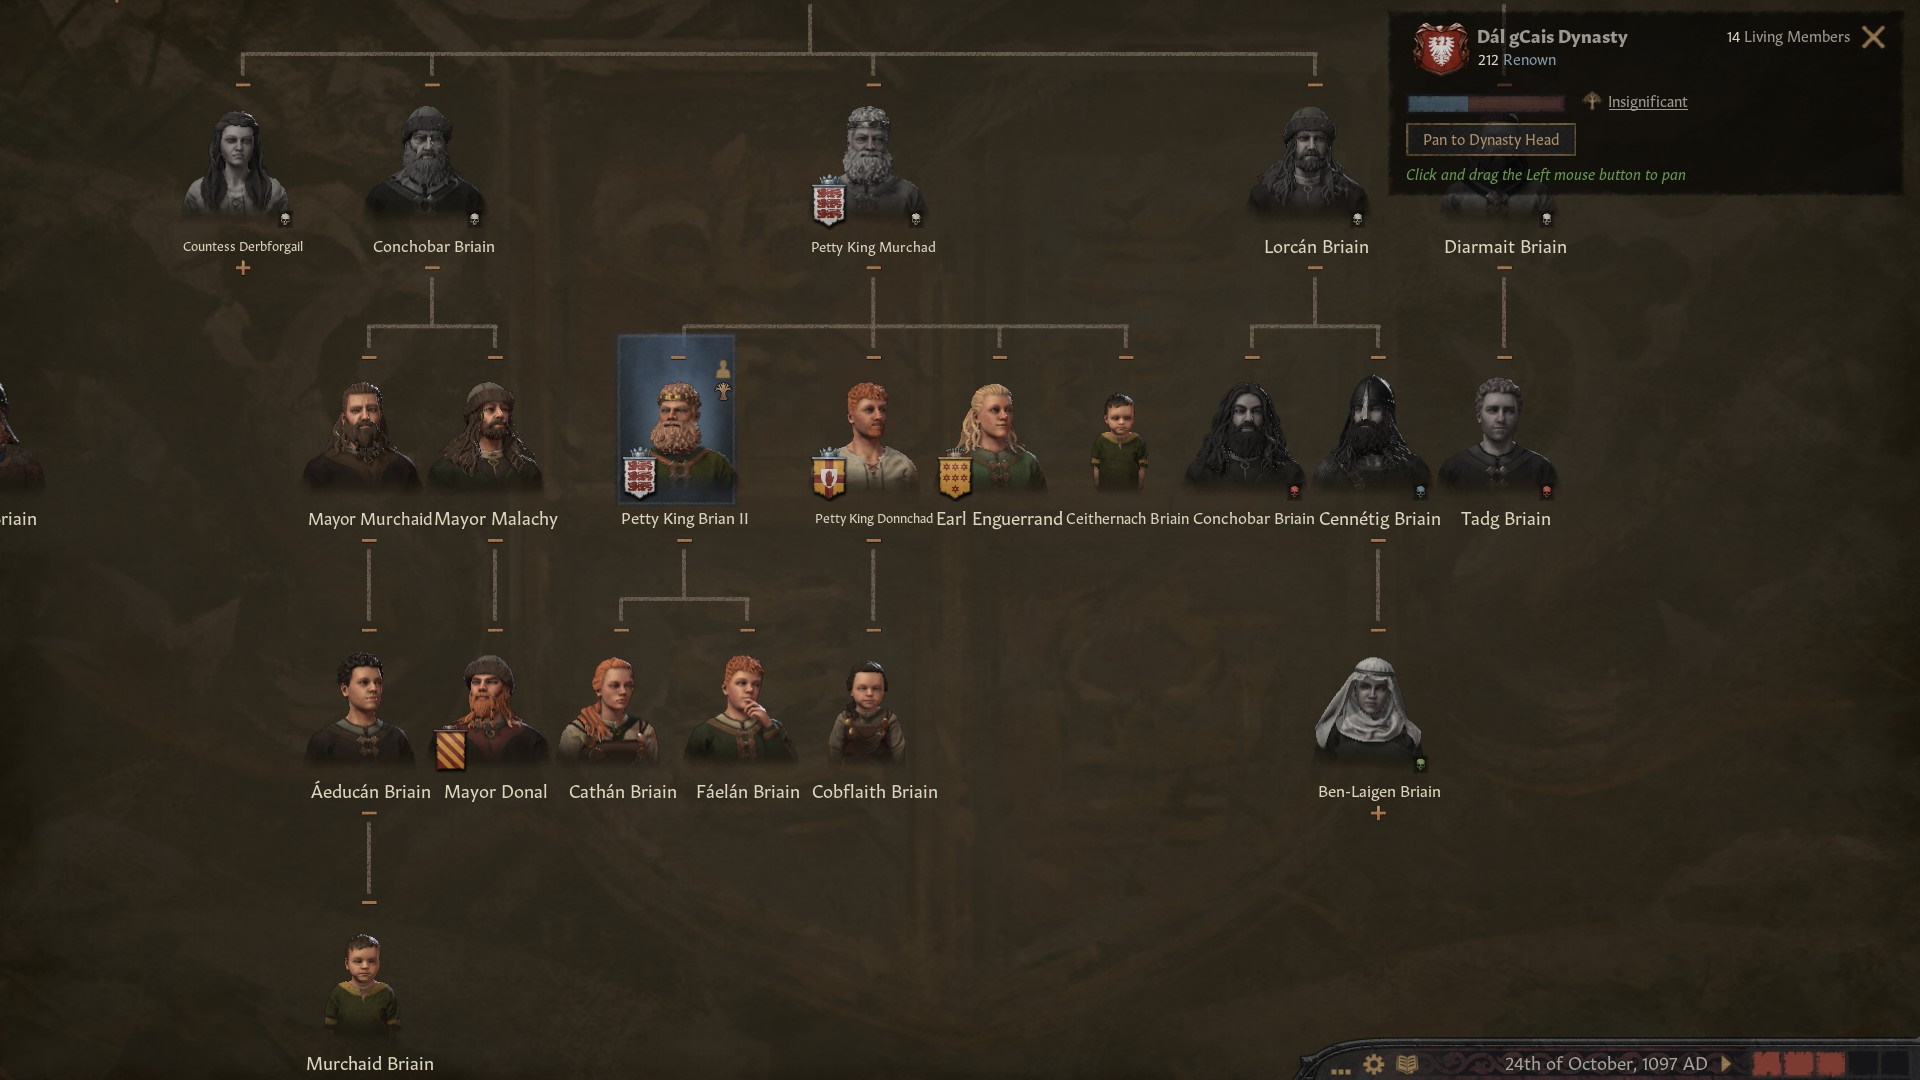 Dál gCais Dynasty
14 Living Members
212 Renown
Insignificant
Pan to Dynasty Head
Click and drag the Left mouse button to pan
Countess Derbforgail
Conchobar Briain
Petty King Murchad
Lorcán Briain
Diarmait Briain
riain
Mayor Murchaid
Mayor Malachy
Petty King Brian II
Petty King Donnchad
Earl Enguerrand
Ceithernach Briain
Conchobar Briain
Cennétig Briain
Tadg Briain
Áeducán Briain
Mayor Donal
Cathán Briain
Fáelán Briain
Cobflaith Briain
Ben-Laigen Briain
Murchaid Briain
24th of October, 1097 AD